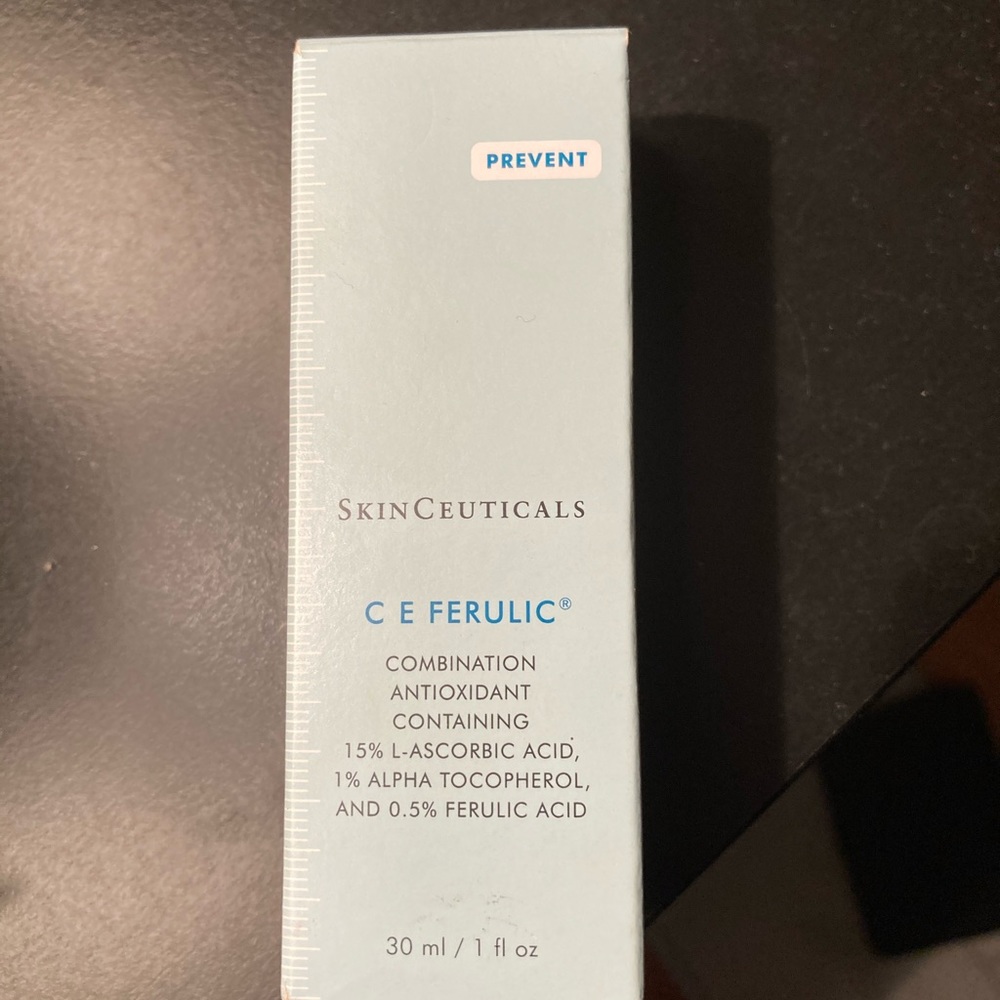 PREVENT
SKINCEUTICALS
C E FERULIC®
COMBINATION
ANTIOXIDANT
CONTAINING
15% L-ASCORBIC ACID,
1% ALPHA TOCOPHEROL,
AND 0.5% FERULIC ACID
30 ml / 1 fl oz